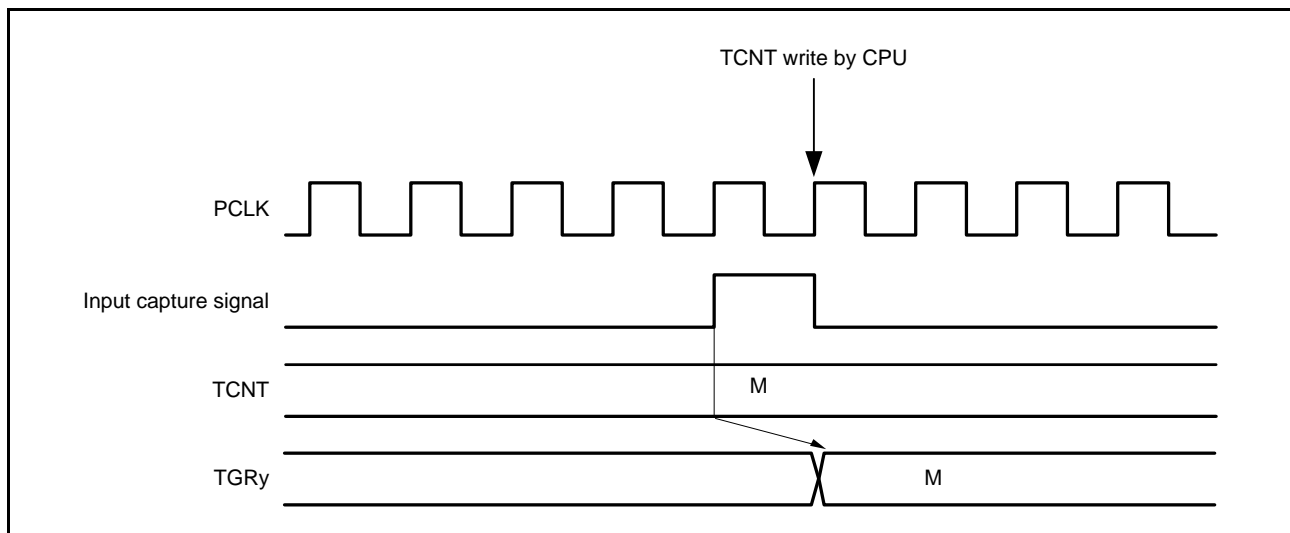 TCNT write by CPU
PCLK
Input capture signal
TCNT
M
TGRy
M